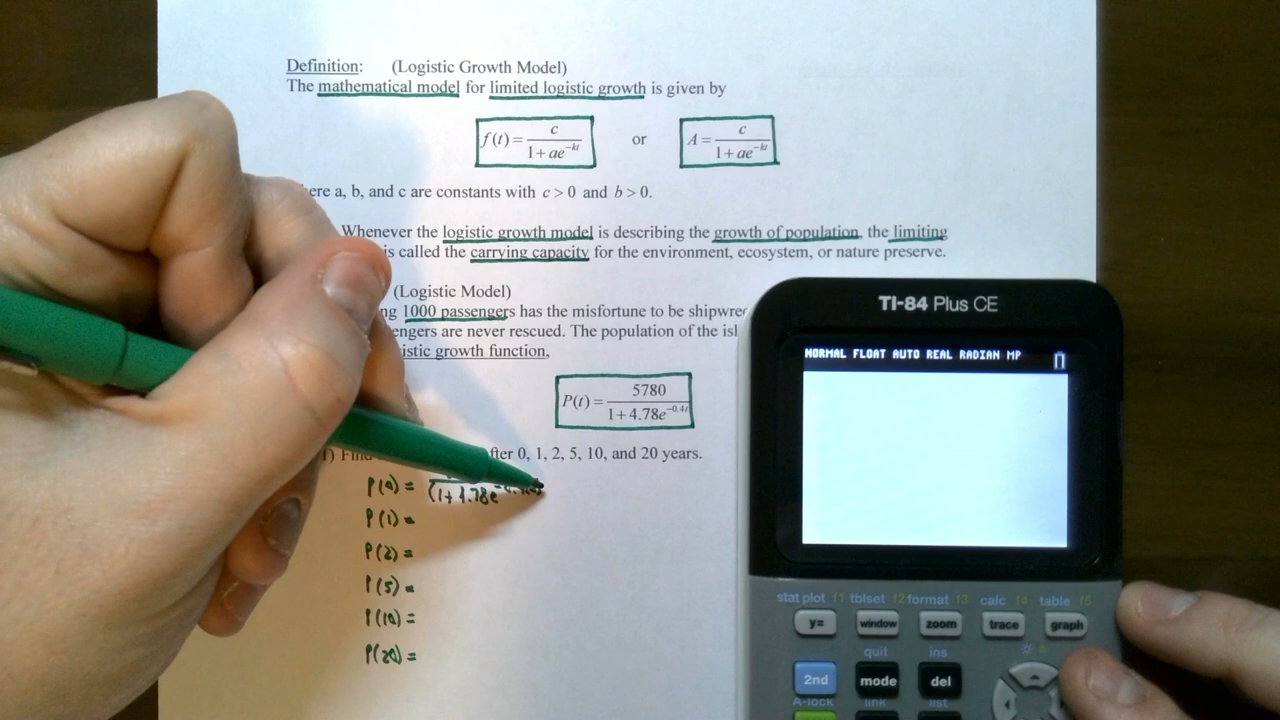 Definition: (Logistic Growth Model)
The mathematical model for limited logistic growth is given by
f(t) = c / 1 + ae^{-kt} or A = c / 1 + ae^{-kt}
ere a, b, and c are constants with c > 0 and b > 0.
Whenever the logistic growth model is describing the growth of population, the limiting
is called the carrying capacity for the environment, ecosystem, or nature preserve.
(Logistic Model)
ng 1000 passengers has the misfortune to be shipwre
engers are never rescued. The population of the isl
istic growth function,
P(t) = 5780 / 1 + 4.78e^{-0.4t}
1) Find fter 0, 1, 2, 5, 10, and 20 years.
P(0) = (1+4.78e
P(1) =
P(2) =
P(5) =
P(10) =
P(20) =
TI-84 Plus CE
NORMAL FLOAT AUTO REAL RADIAN MP
stat plot f1 tblset f2 format f3 calc f4 table f5
y= window zoom trace graph
quit ins
2nd mode del
A-lock link list